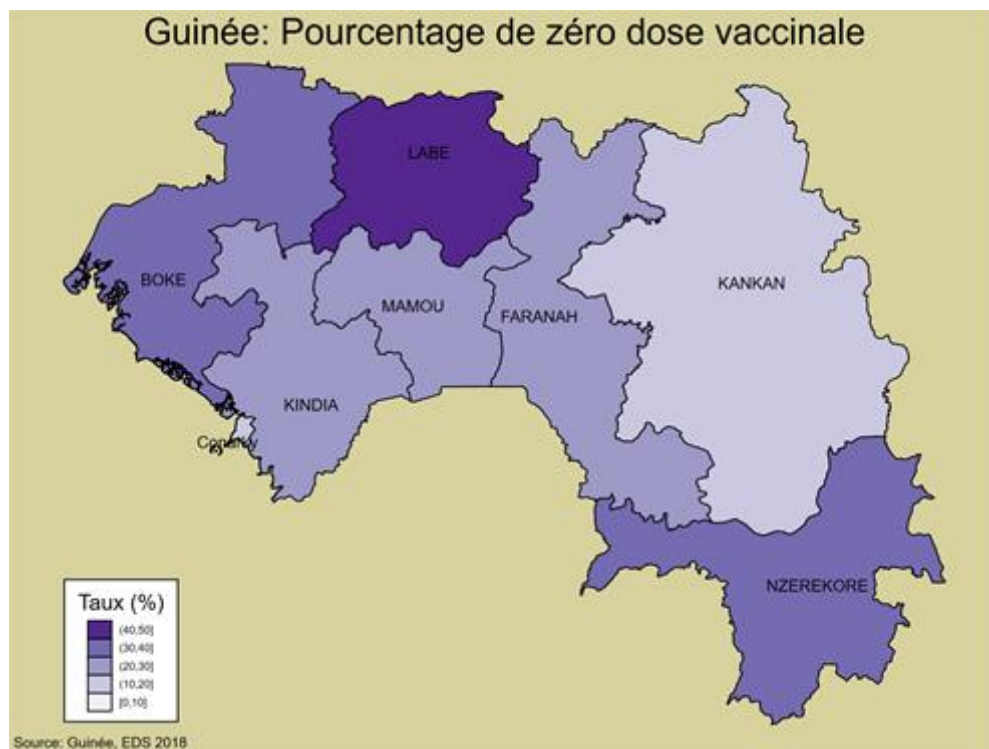 Guinée: Pourcentage de zéro dose vaccinale
LABE
BOKE
KANKAN
MAMOU
FARANAH
KINDIA
Conakry
NZEREKORE
Taux (%)
(40,50]
(30,40]
(20,30]
(10,20]
[0,10]
Source: Guinée, EDS 2018